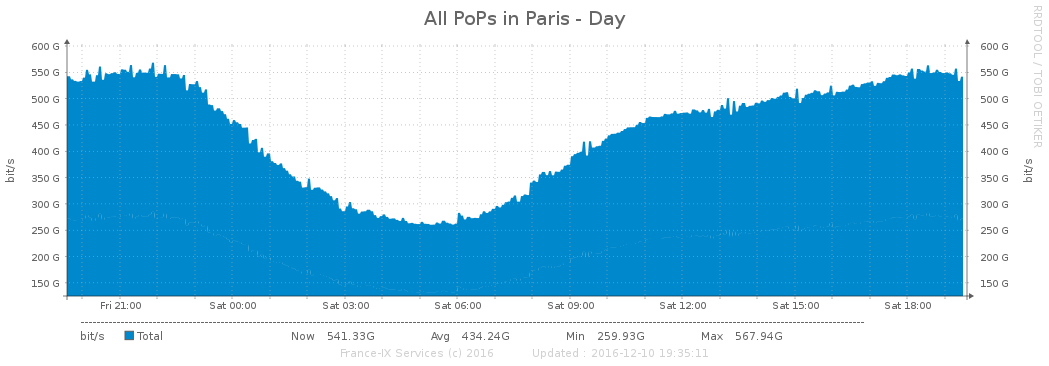 All PoPs in Paris - Day
RRDTOOL / TOBI OETIKER
600 G 600 G
550 G 550 G
500 G 500 G
450 G 450 G
400 G 400 G
350 G 350 G
300 G 300 G
250 G 250 G
200 G 200 G
150 G 150 G
bit/s
bit/s
Fri 21:00 Sat 00:00 Sat 03:00 Sat 06:00 Sat 09:00 Sat 12:00 Sat 15:00 Sat 18:00
bit/s Total Now 541.33G Avg 434.24G Min 259.93G Max 567.94G
France-IX Services (c) 2016 Updated : 2016-12-10 19:35:11